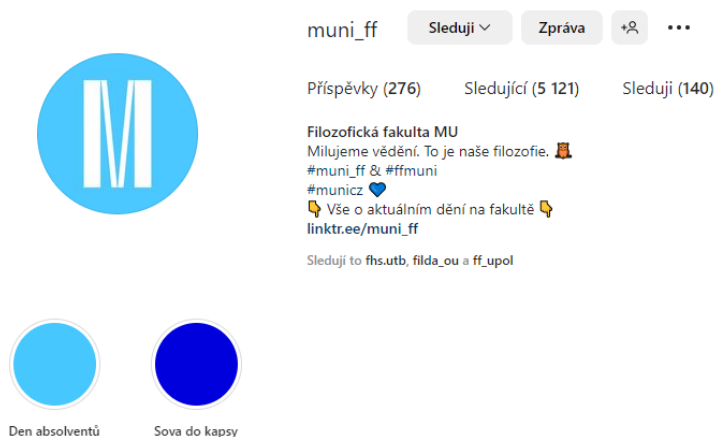 muni_ff Sleduji Zpráva
Příspěvky (276) Sledující (5 121) Sleduji (140)
Filozofická fakulta MU
Milujeme vědění. To je naše filozofie. 🦉
#muni_ff & #ffmuni
#municz 💙
👇 Vše o aktuálním dění na fakultě 👇
linktr.ee/muni_ff
Sledují to fhs.utb, filda_ou a ff_upol
M
Den absolventů Sova do kapsy